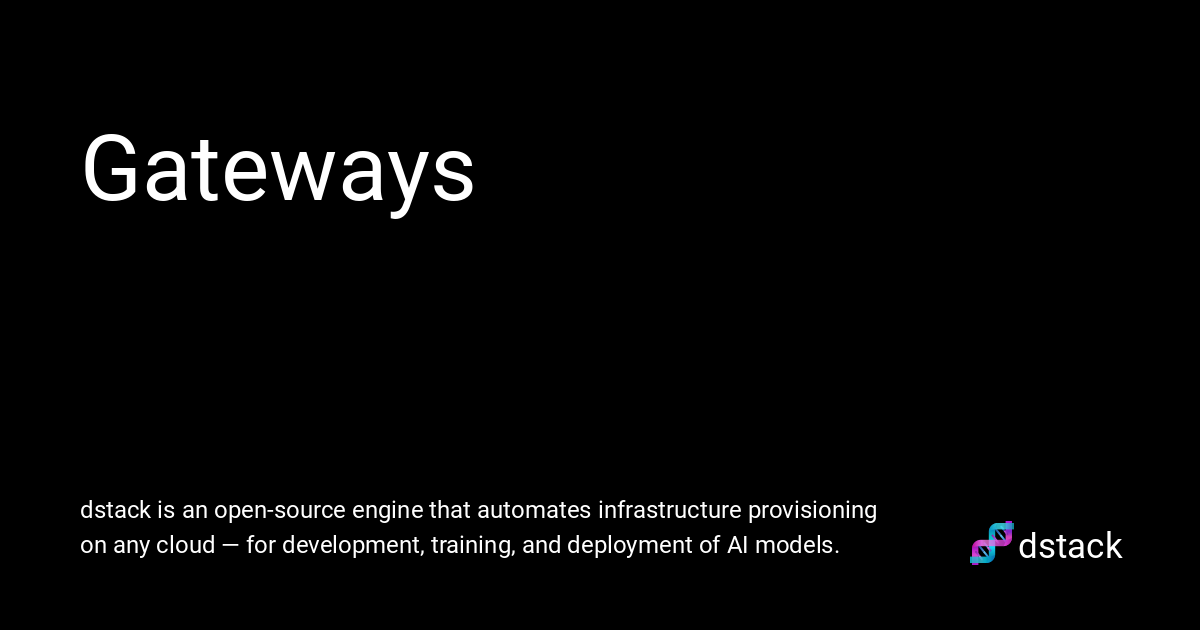 Gateways
dstack is an open-source engine that automates infrastructure provisioning
on any cloud — for development, training, and deployment of AI models.
dstack